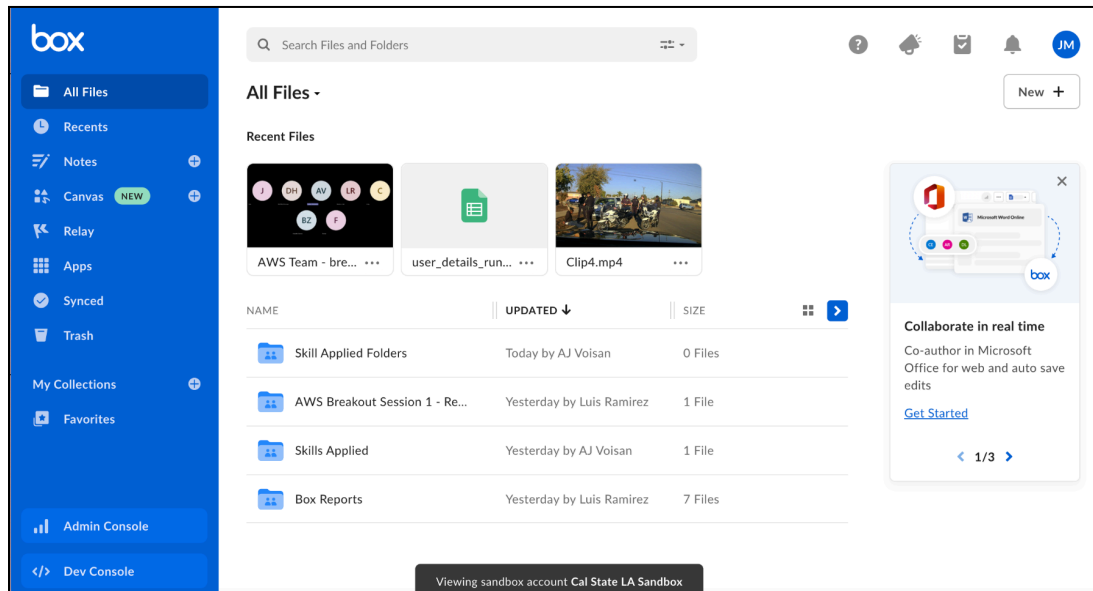 box
Search Files and Folders
JM
All Files
Recents
Notes
Canvas NEW
Relay
Apps
Synced
Trash
My Collections
Favorites
Admin Console
Dev Console
All Files
New +
Recent Files
J DH AV LR C
BZ F
AWS Team - bre... ...
user_details_run... ...
Clip4.mp4 ...
NAME UPDATED SIZE
Skill Applied Folders Today by AJ Voisan 0 Files
AWS Breakout Session 1 - Re... Yesterday by Luis Ramirez 1 File
Skills Applied Yesterday by AJ Voisan 1 File
Box Reports Yesterday by Luis Ramirez 7 Files
Microsoft Word Online
box
Collaborate in real time
Co-author in Microsoft
Office for web and auto save
edits
Get Started
1/3
Viewing sandbox account Cal State LA Sandbox